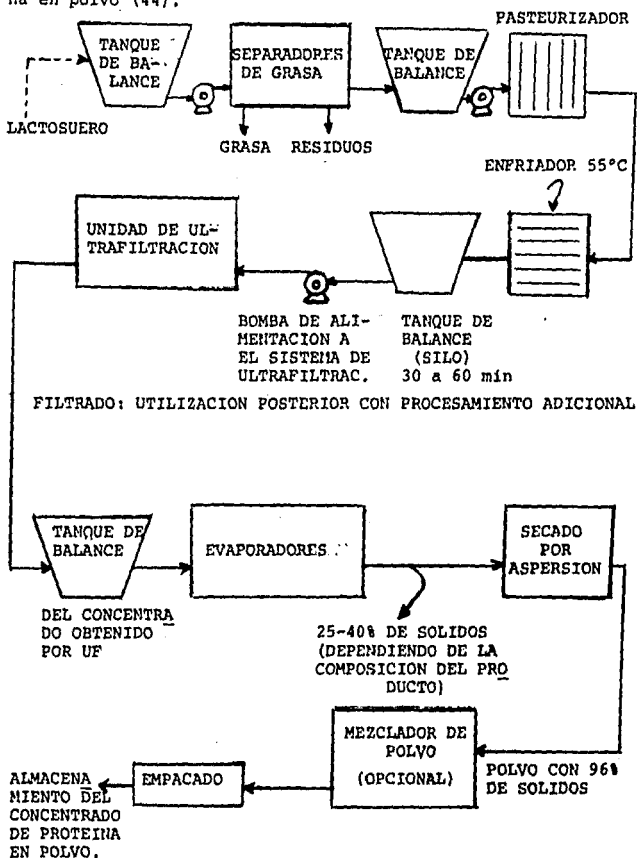 na en polvo (44).
PASTEURIZADOR
TANQUE
DE BA-
LANCE
SEPARADORES
DE GRASA
TANQUE DE
BALANCE
LACTOSUERO
GRASA RESIDUOS
ENFRIADOR 55°C
UNIDAD DE UL-
TRAFILTRACION
BOMBA DE ALI-
MENTACION A
EL SISTEMA DE
ULTRAFILTRAC.
TANQUE DE
BALANCE
(SILO)
30 a 60 min
FILTRADO: UTILIZACION POSTERIOR CON PROCESAMIENTO ADICIONAL
TANQUE DE
BALANCE
EVAPORADORES
SECADO
POR
ASPERSION
DEL CONCENTRA
DO OBTENIDO
POR UF
25-40% DE SOLIDOS
(DEPENDIENDO DE LA
COMPOSICION DEL PRO
DUCTO)
MEZCLADOR DE
POLVO
(OPCIONAL)
POLVO CON 96%
DE SOLIDOS
EMPACADO
ALMACENA
MIENTO DEL
CONCENTRADO
DE PROTEINA
EN POLVO.